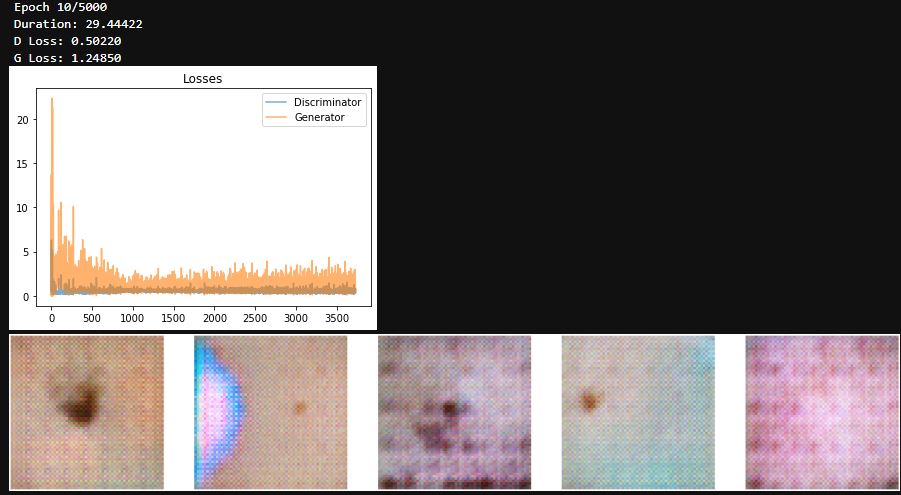 Epoch 10/5000
Duration: 29.44422
D Loss: 0.50220
G Loss: 1.24850
Losses
Discriminator
Generator
20
15
10
5
0
0 500 1000 1500 2000 2500 3000 3500